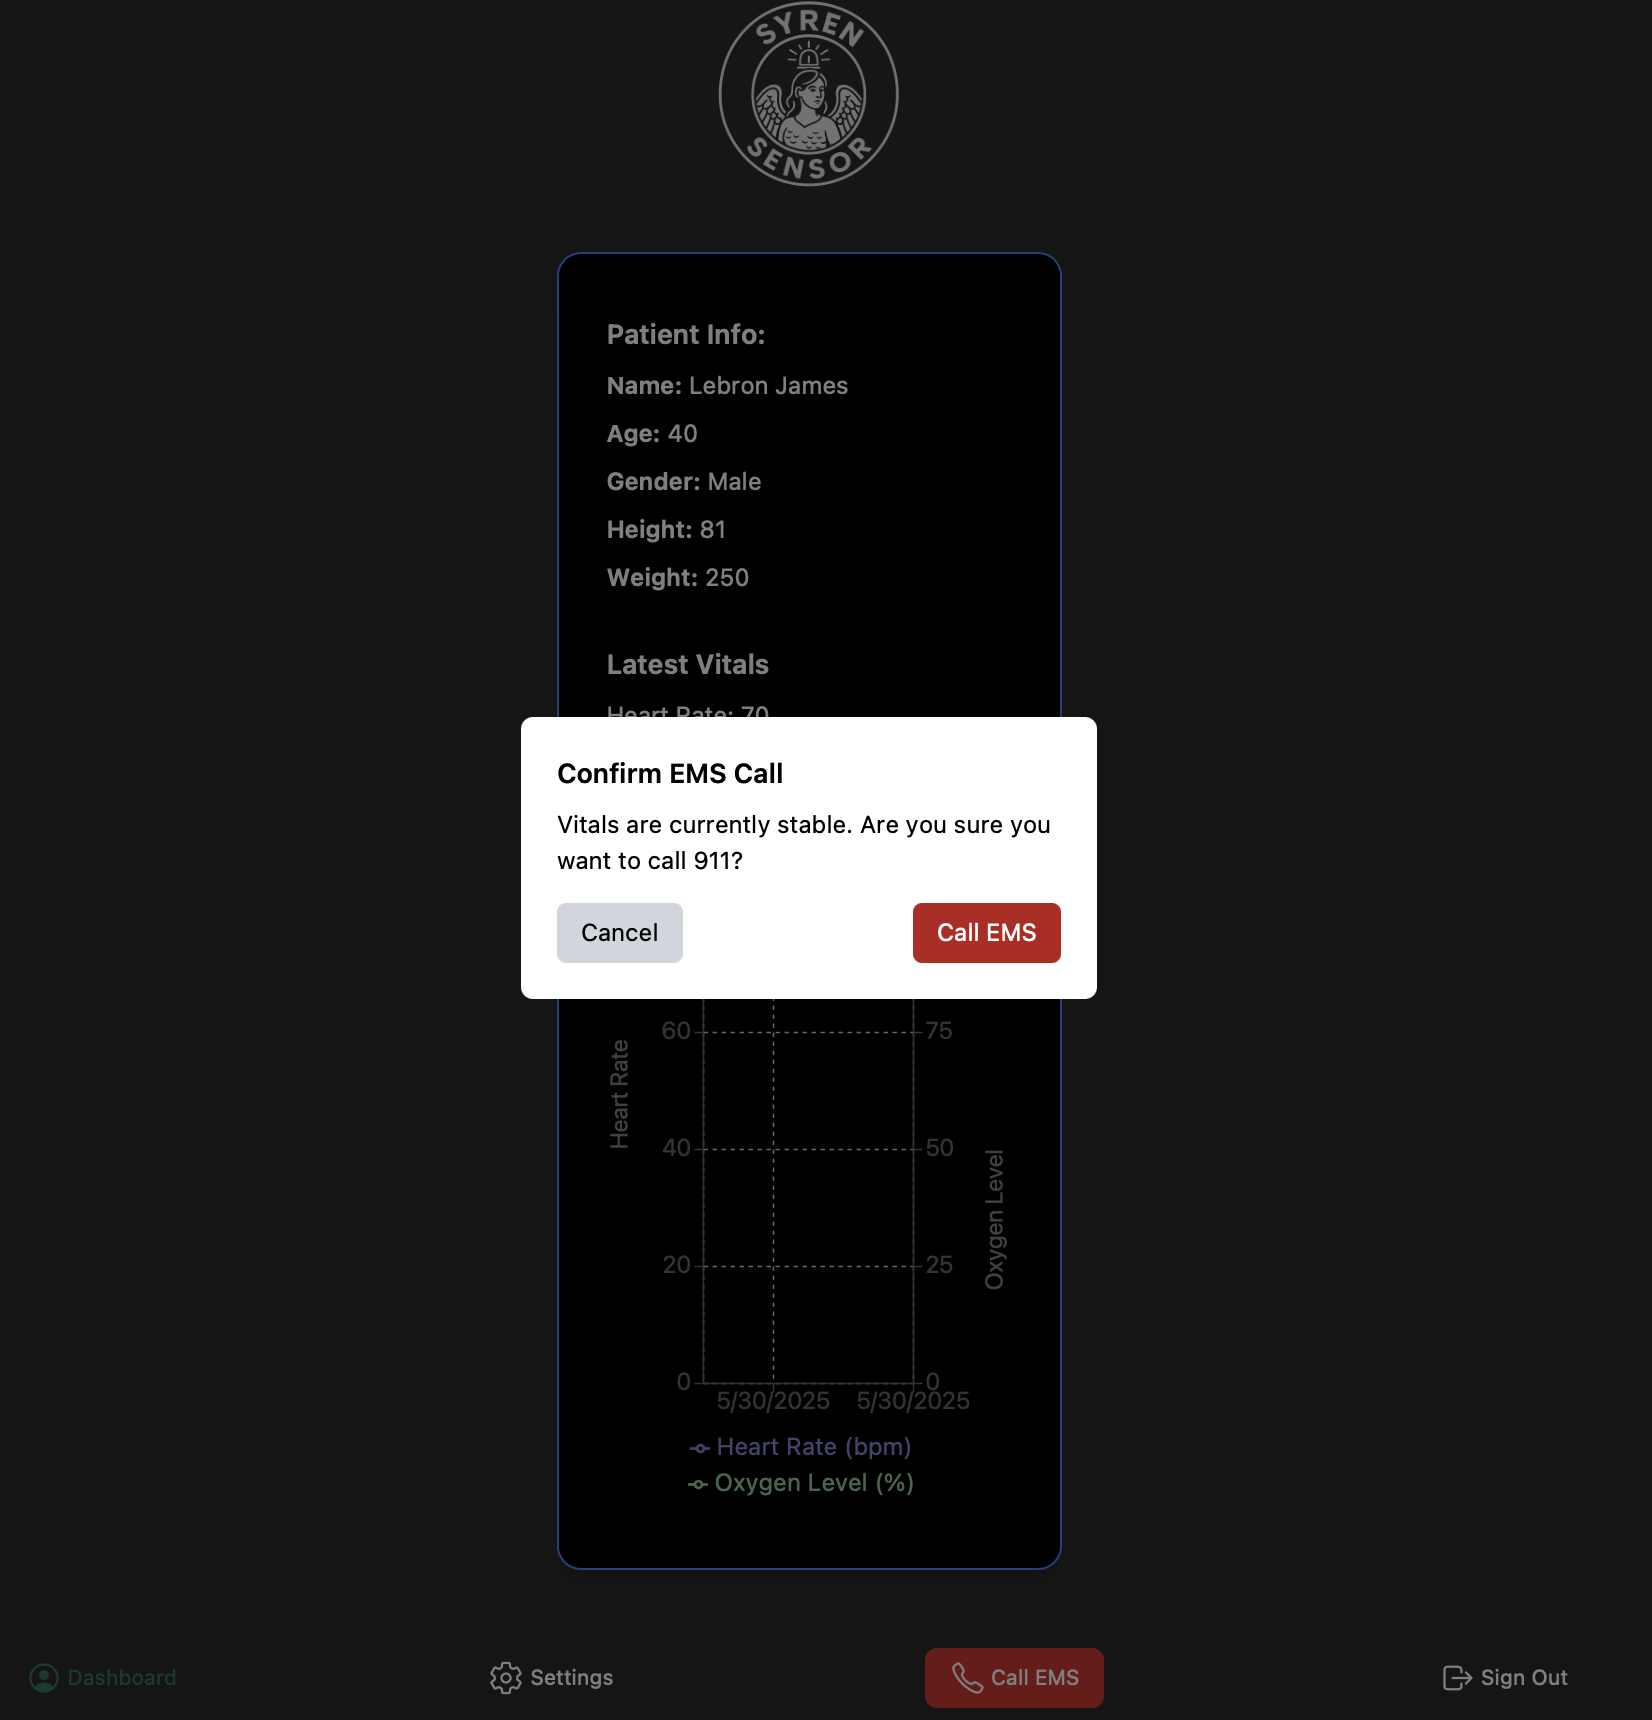 SYREN
SENSOR
Patient Info:
Name: Lebron James
Age: 40
Gender: Male
Height: 81
Weight: 250
Latest Vitals
Heart Rate: 70
Confirm EMS Call
Vitals are currently stable. Are you sure you
want to call 911?
Cancel
Call EMS
60
75
Heart Rate
40
50
Oxygen Level
20
25
0
0
5/30/2025
5/30/2025
Heart Rate (bpm)
Oxygen Level (%)
Dashboard
Settings
Call EMS
Sign Out